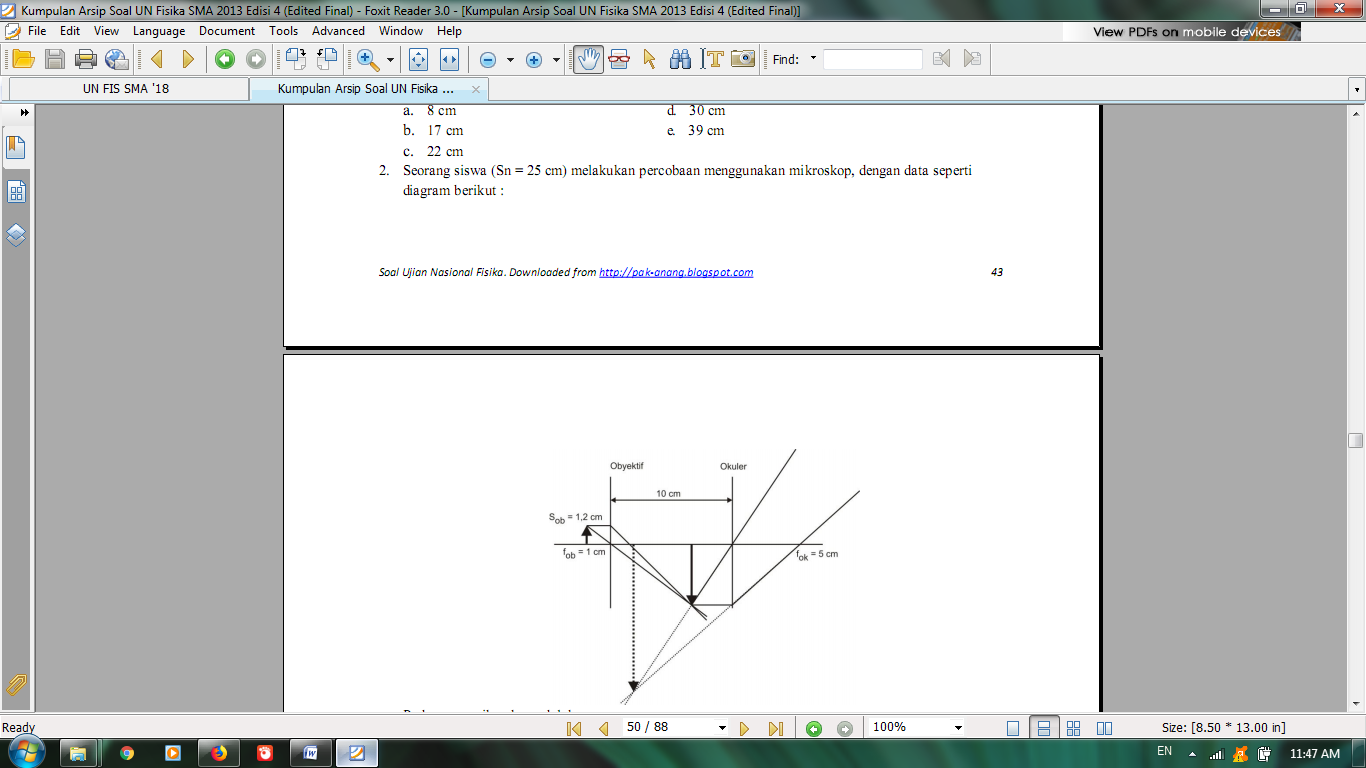 Kumpulan Arsip Soal UN Fisika SMA 2013 Edisi 4 (Edited Final) - Foxit Reader 3.0 - [Kumpulan Arsip Soal UN Fisika SMA 2013 Edisi 4 (Edited Final)]
File Edit View Language Document Tools Advanced Window Help
View PDFs on mobile devices
Find:
UN FIS SMA '18
Kumpulan Arsip Soal UN Fisika ...
a. 8 cm d. 30 cm
b. 17 cm e. 39 cm
c. 22 cm
2. Seorang siswa (Sn = 25 cm) melakukan percobaan menggunakan mikroskop, dengan data seperti
diagram berikut :
Soal Ujian Nasional Fisika. Downloaded from http://pak-anang.blogspot.com 43
Obyektif Okuler
10 cm
Sob = 1,2 cm
fob = 1 cm
fok = 5 cm
Ready
50 / 88
100%
Size: [8.50 * 13.00 in]
EN
11:47 AM